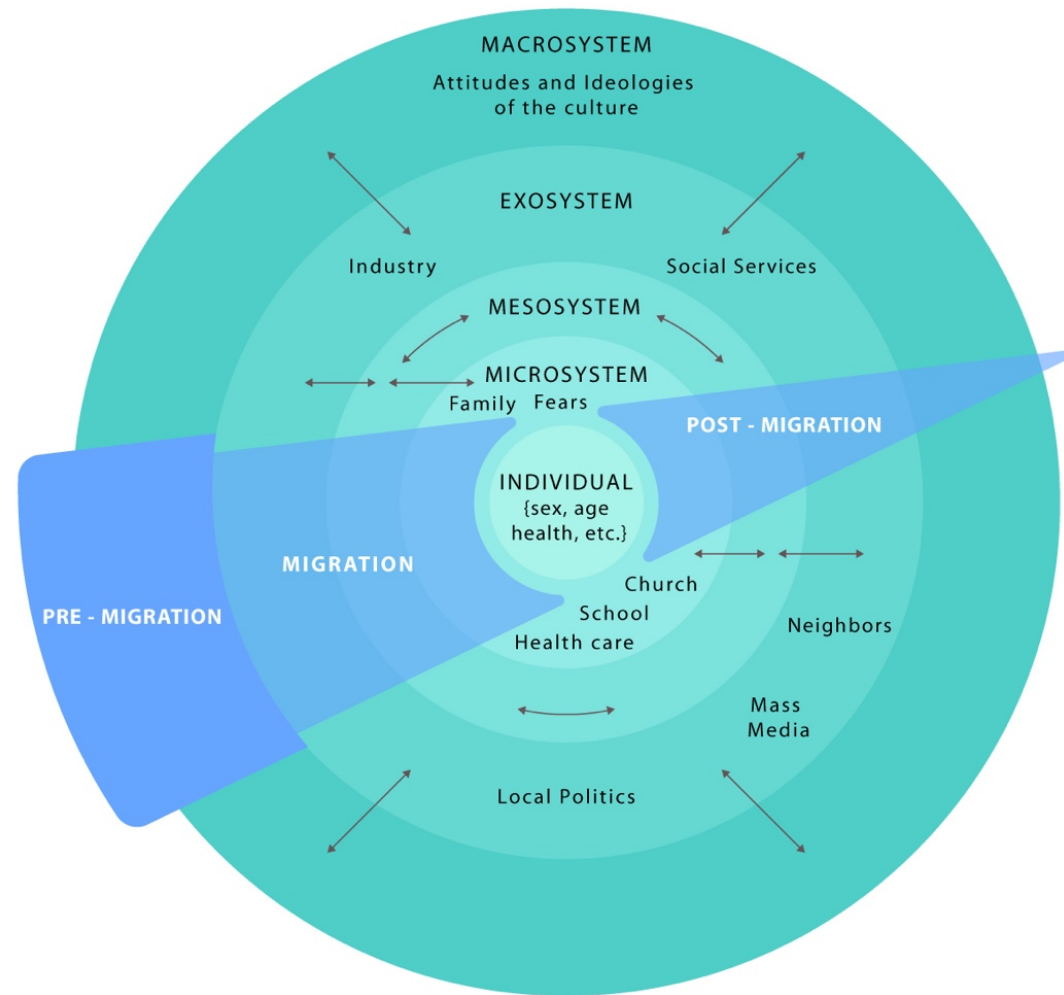 MACROSYSTEM
Attitudes and Ideologies
of the culture
EXOSYSTEM
Industry
Social Services
MESOSYSTEM
MICROSYSTEM
Family
Fears
POST - MIGRATION
INDIVIDUAL
{sex, age
health, etc.}
MIGRATION
PRE - MIGRATION
Church
School
Health care
Neighbors
Mass
Media
Local Politics